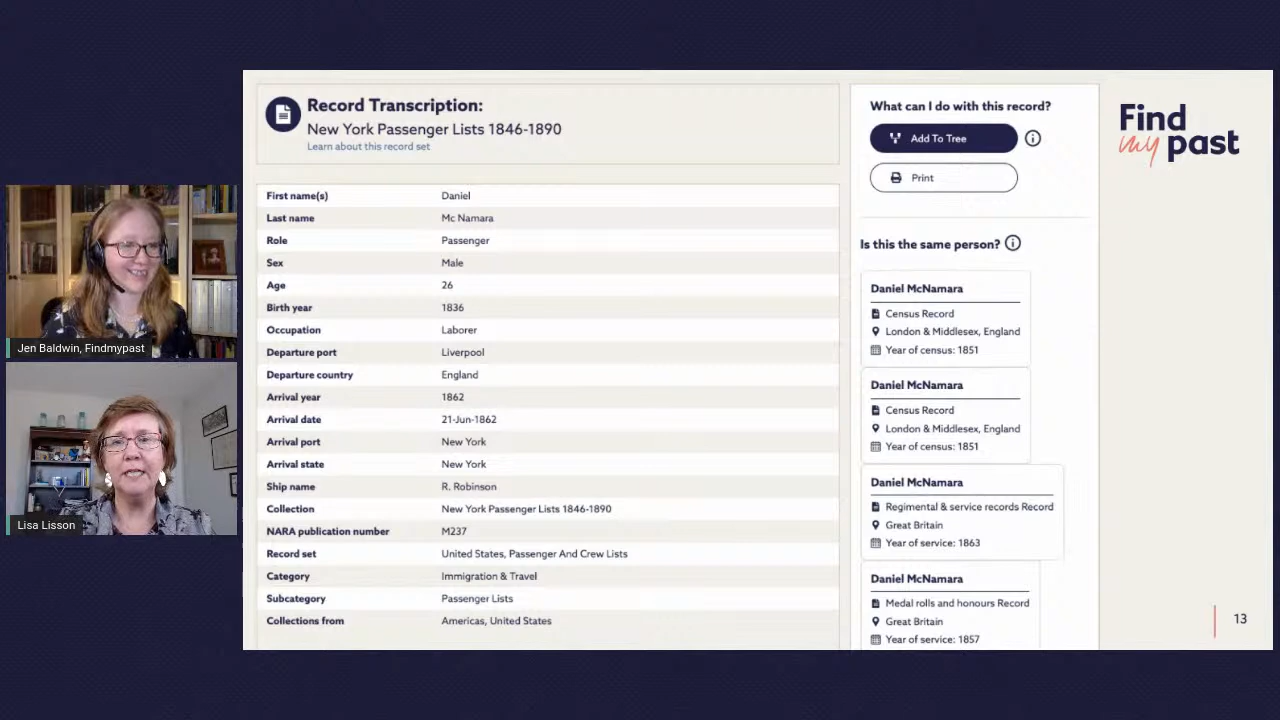 Record Transcription:
New York Passenger Lists 1846-1890
Learn about this record set
First name(s) Daniel
Last name Mc Namara
Role Passenger
Sex Male
Age 26
Birth year 1836
Occupation Laborer
Departure port Liverpool
Departure country England
Arrival year 1862
Arrival date 21-Jun-1862
Arrival port New York
Arrival state New York
Ship name R. Robinson
Collection New York Passenger Lists 1846-1890
NARA publication number M237
Record set United States, Passenger And Crew Lists
Category Immigration & Travel
Subcategory Passenger Lists
Collections from Americas, United States
What can I do with this record?
Add To Tree
Print
Is this the same person?
Daniel McNamara
Census Record
London & Middlesex, England
Year of census: 1851
Daniel McNamara
Census Record
London & Middlesex, England
Year of census: 1851
Daniel McNamara
Regimental & service records Record
Great Britain
Year of service: 1863
Daniel McNamara
Medal rolls and honours Record
Great Britain
Year of service: 1857
Find
my past
13
Jen Baldwin, Findmypast
Lisa Lisson